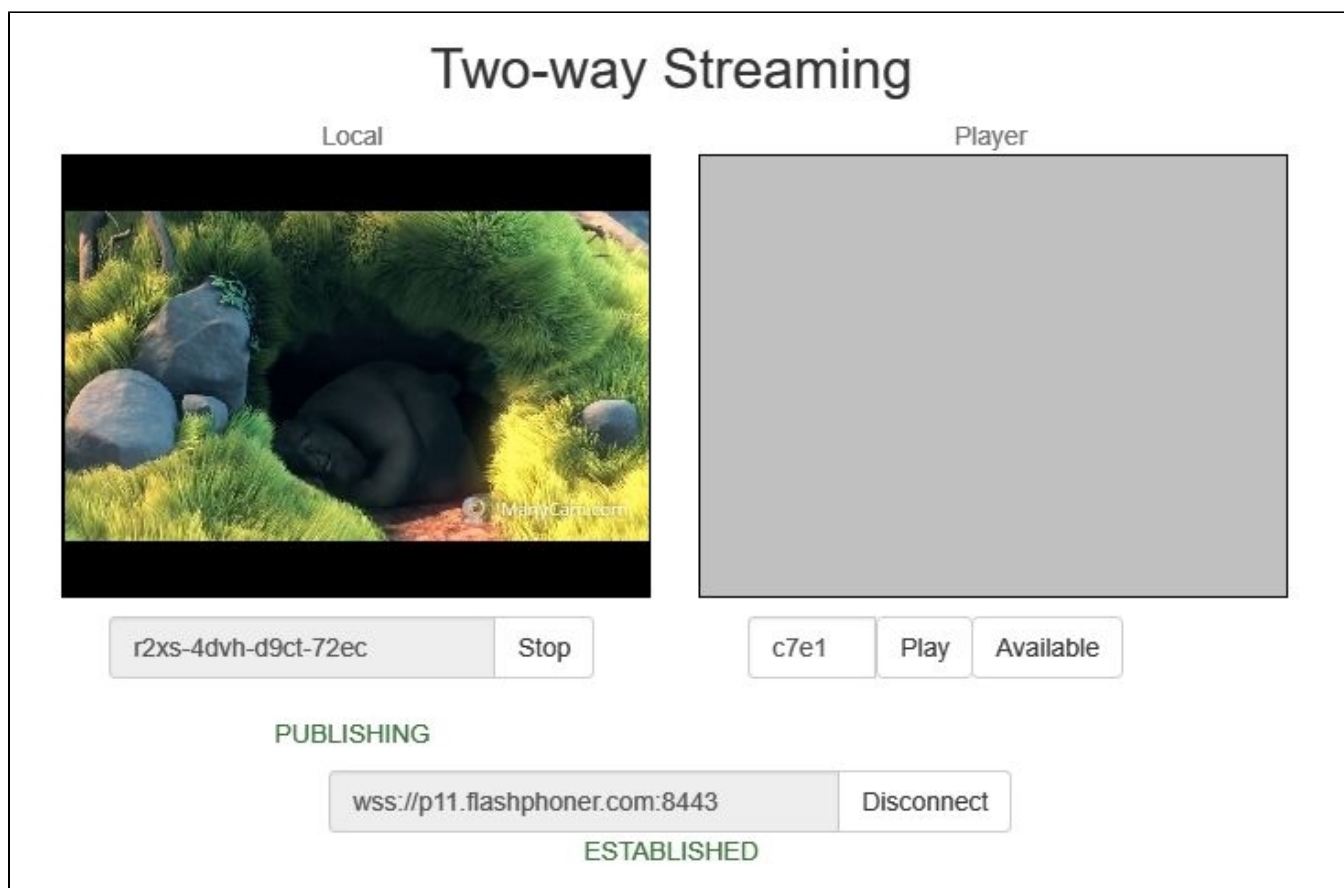 Two-way Streaming
Local
Player
ManyCam.com
r2xs-4dvh-d9ct-72ec
Stop
c7e1
Play
Available
PUBLISHING
wss://p11.flashphoner.com:8443
Disconnect
ESTABLISHED